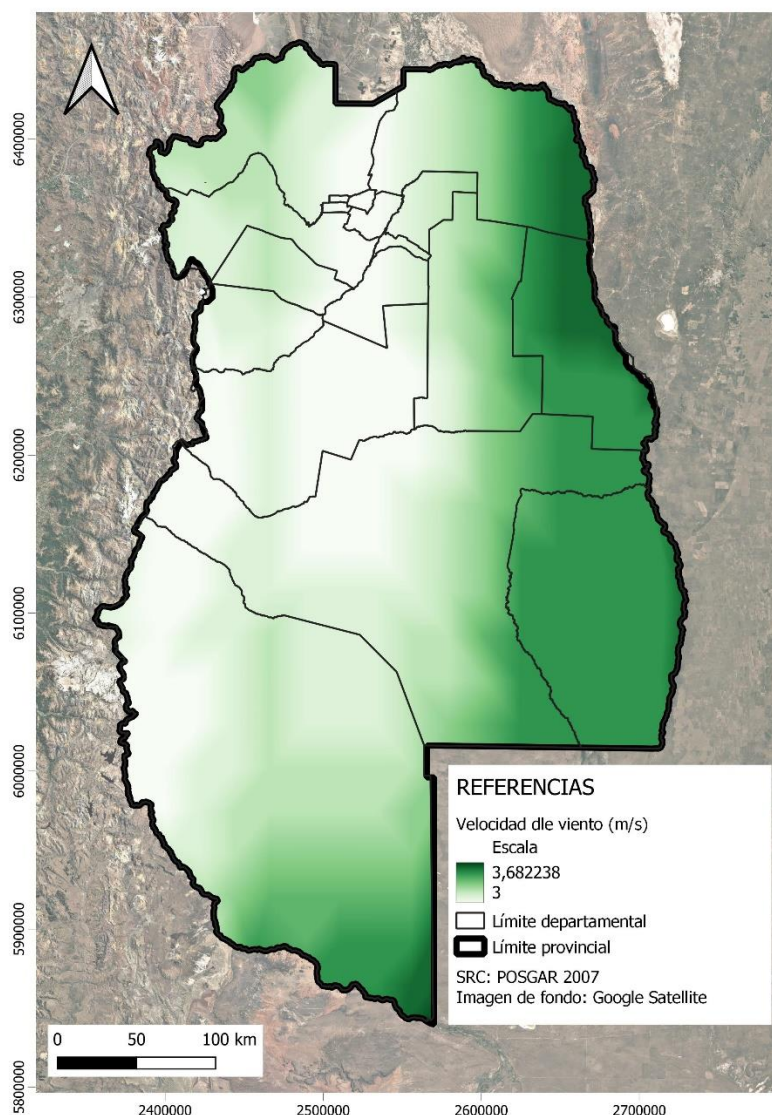 6400000
6300000
6200000
6100000
6000000
5900000
5800000
REFERENCIAS
Velocidad dle viento (m/s)
Escala
3,682238
3
Límite departamental
Límite provincial
SRC: POSGAR 2007
Imagen de fondo: Google Satellite
0 50 100 km
2400000 2500000 2600000 2700000